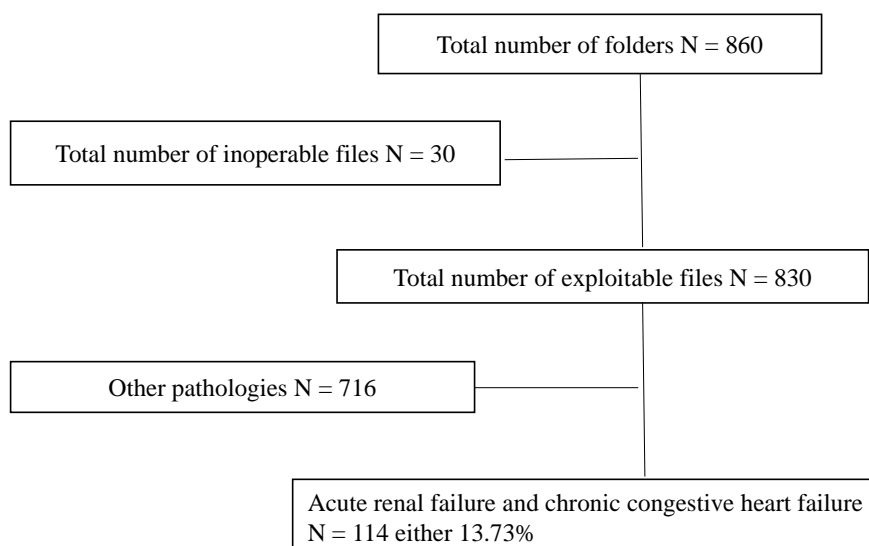 Total number of folders N = 860
Total number of inoperable files N = 30
Total number of exploitable files N = 830
Other pathologies N = 716
Acute renal failure and chronic congestive heart failure
N = 114 either 13.73%